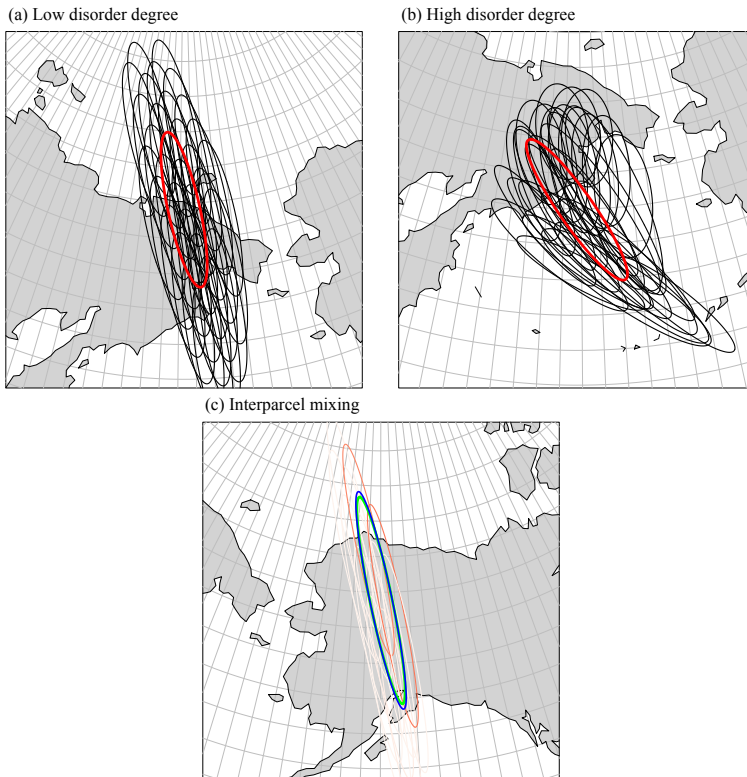 (a) Low disorder degree
(b) High disorder degree
(c) Interparcel mixing